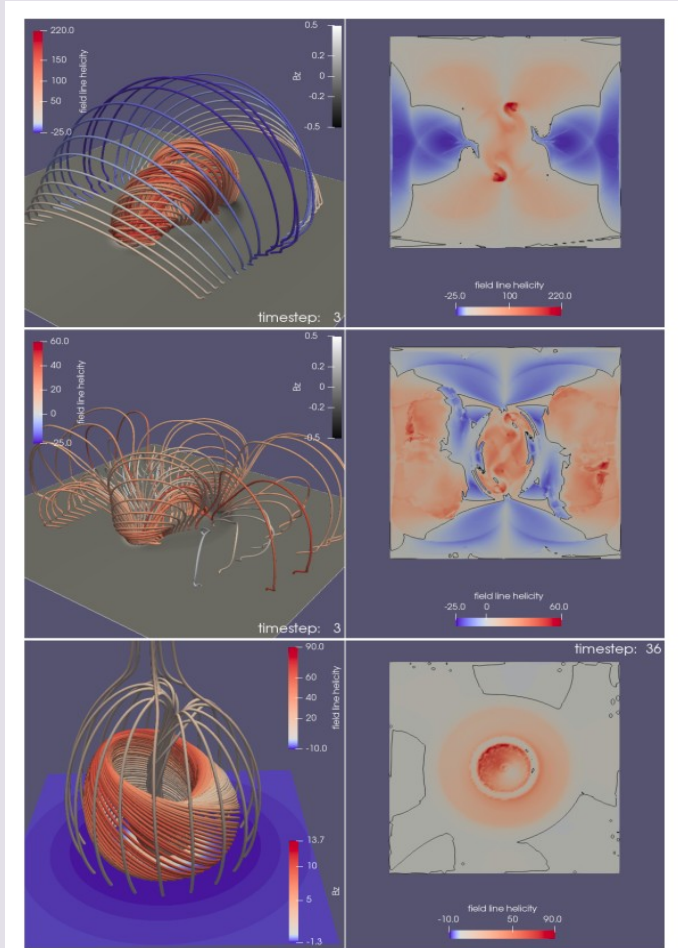 220.0
150
100
50
-25.0
field line helicity
0.5
0.2
0
-0.2
-0.5
Bz
timestep: 3
field line helicity
-25.0 100 220.0
60.0
40
20
0
-25.0
field line helicity
0.5
0.2
0
-0.2
-0.5
Bz
timestep: 3
field line helicity
-25.0 0 60.0
90.0
60
40
20
-10.0
field line helicity
13.7
10
5
-1.3
Bz
timestep: 36
field line helicity
-10.0 50 90.0